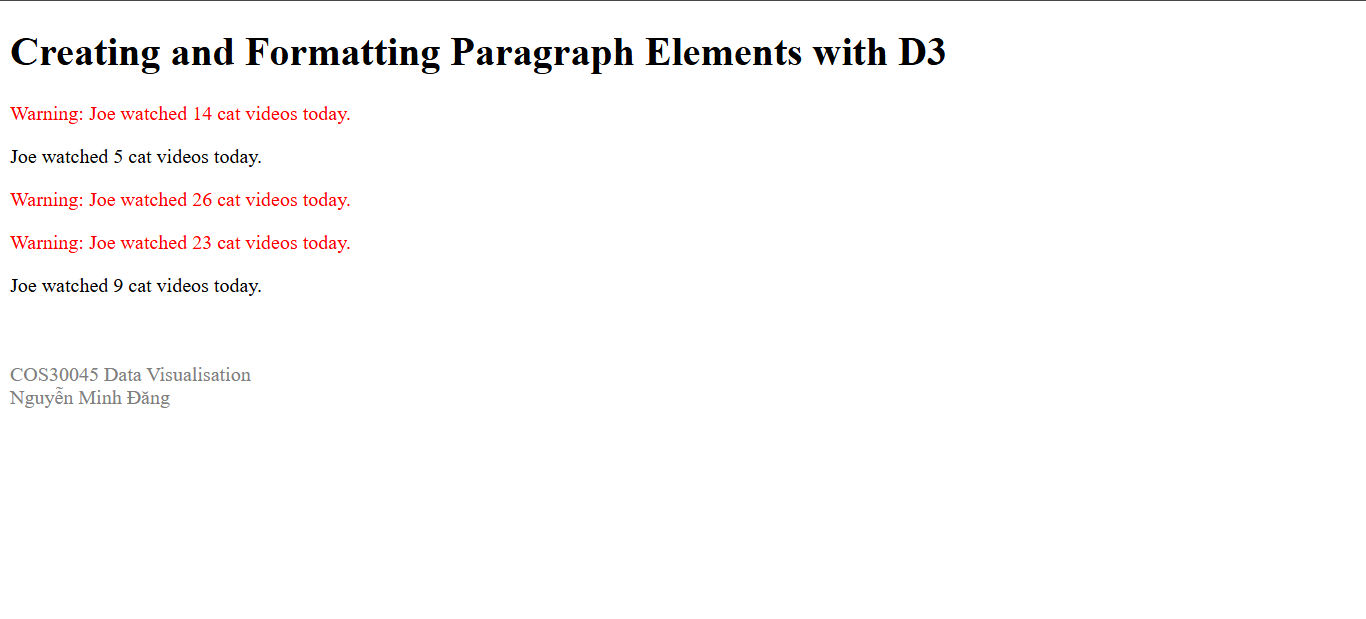 Creating and Formatting Paragraph Elements with D3
Warning: Joe watched 14 cat videos today.
Joe watched 5 cat videos today.
Warning: Joe watched 26 cat videos today.
Warning: Joe watched 23 cat videos today.
Joe watched 9 cat videos today.
COS30045 Data Visualisation
Nguyễn Minh Đăng